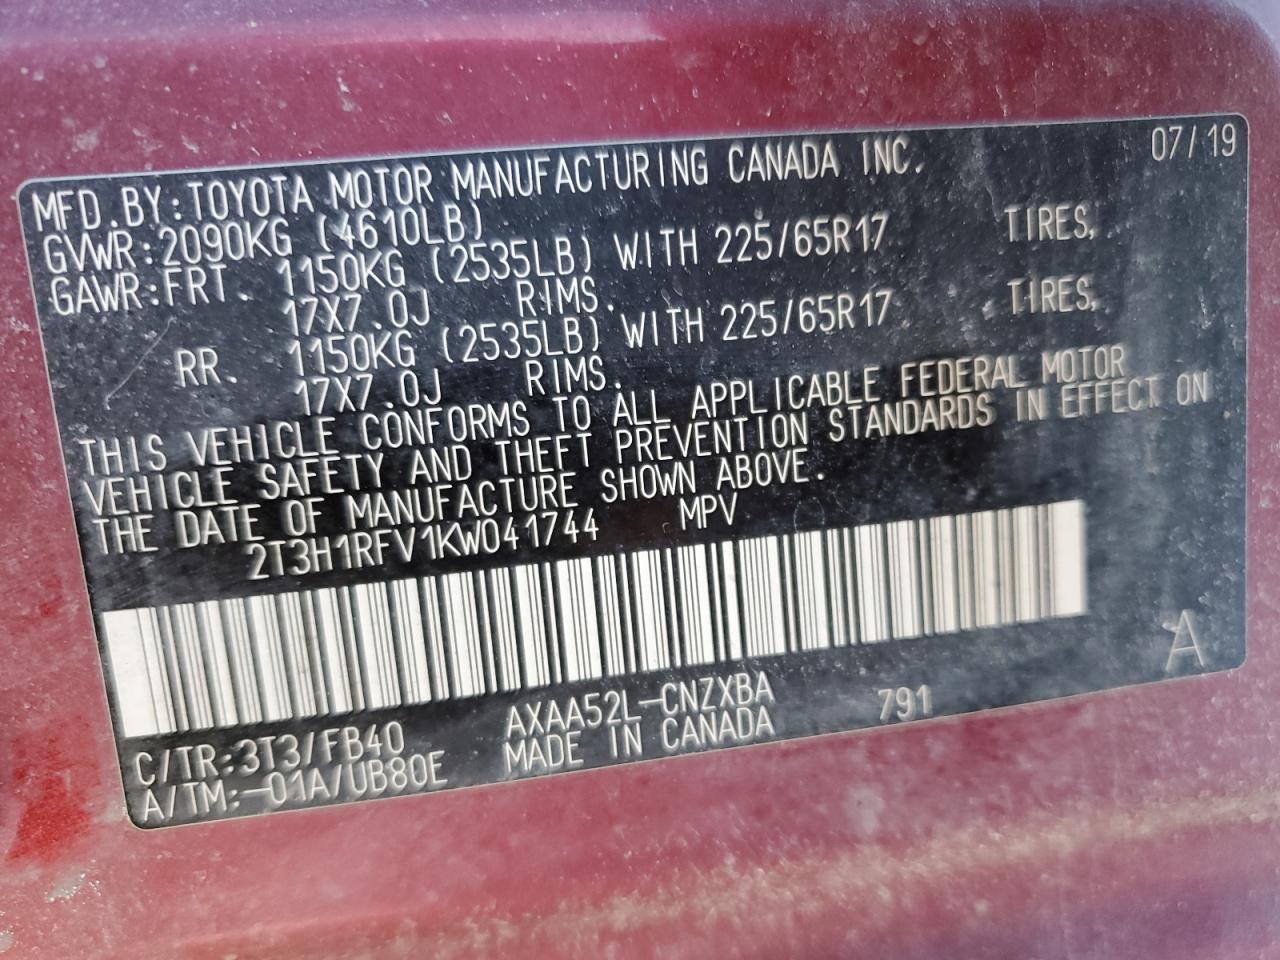 07/19
MFD.BY:TOYOTA MOTOR MANUFACTURING CANADA INC.
GVWR:2090KG (4610LB)
GAWR:FRT. 1150KG (2535LB) WITH 225/65R17 TIRES,
17X7.0J RIMS.
RR. 1150KG (2535LB) WITH 225/65R17 TIRES,
17X7.0J RIMS.
THIS VEHICLE CONFORMS TO ALL APPLICABLE FEDERAL MOTOR
VEHICLE SAFETY AND THEFT PREVENTION STANDARDS IN EFFECT ON
THE DATE OF MANUFACTURE SHOWN ABOVE.
2T3H1RFV1KW041744 MPV
A
C/TR:3T3/FB40 AXAA52L-CNZXBA 791
A/TM:-01A/UB80E MADE IN CANADA